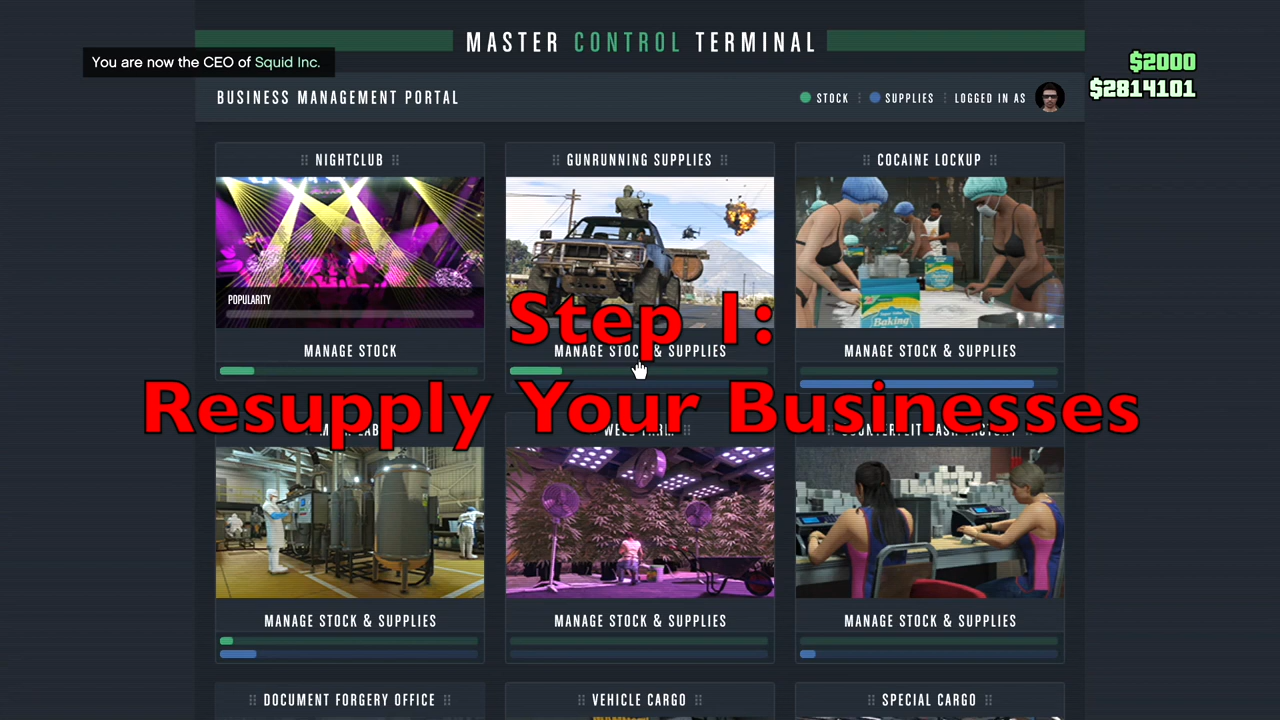 MASTER CONTROL TERMINAL
You are now the CEO of Squid Inc.
$2000
$2814101
BUSINESS MANAGEMENT PORTAL
STOCK
SUPPLIES
LOGGED IN AS
NIGHTCLUB
GUNRUNNING SUPPLIES
COCAINE LOCKUP
POPULARITY
Baking
MANAGE STOCK
MANAGE STOCK & SUPPLIES
MANAGE STOCK & SUPPLIES
Step 1:
Resupply Your Businesses
MANAGE STOCK & SUPPLIES
MANAGE STOCK & SUPPLIES
MANAGE STOCK & SUPPLIES
DOCUMENT FORGERY OFFICE
VEHICLE CARGO
SPECIAL CARGO